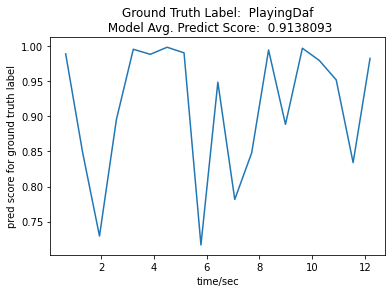 Ground Truth Label:  PlayingDaf
Model Avg. Predict Score:  0.9138093
pred score for ground truth label
1.00
0.95
0.90
0.85
0.80
0.75
2 4 6 8 10 12
time/sec